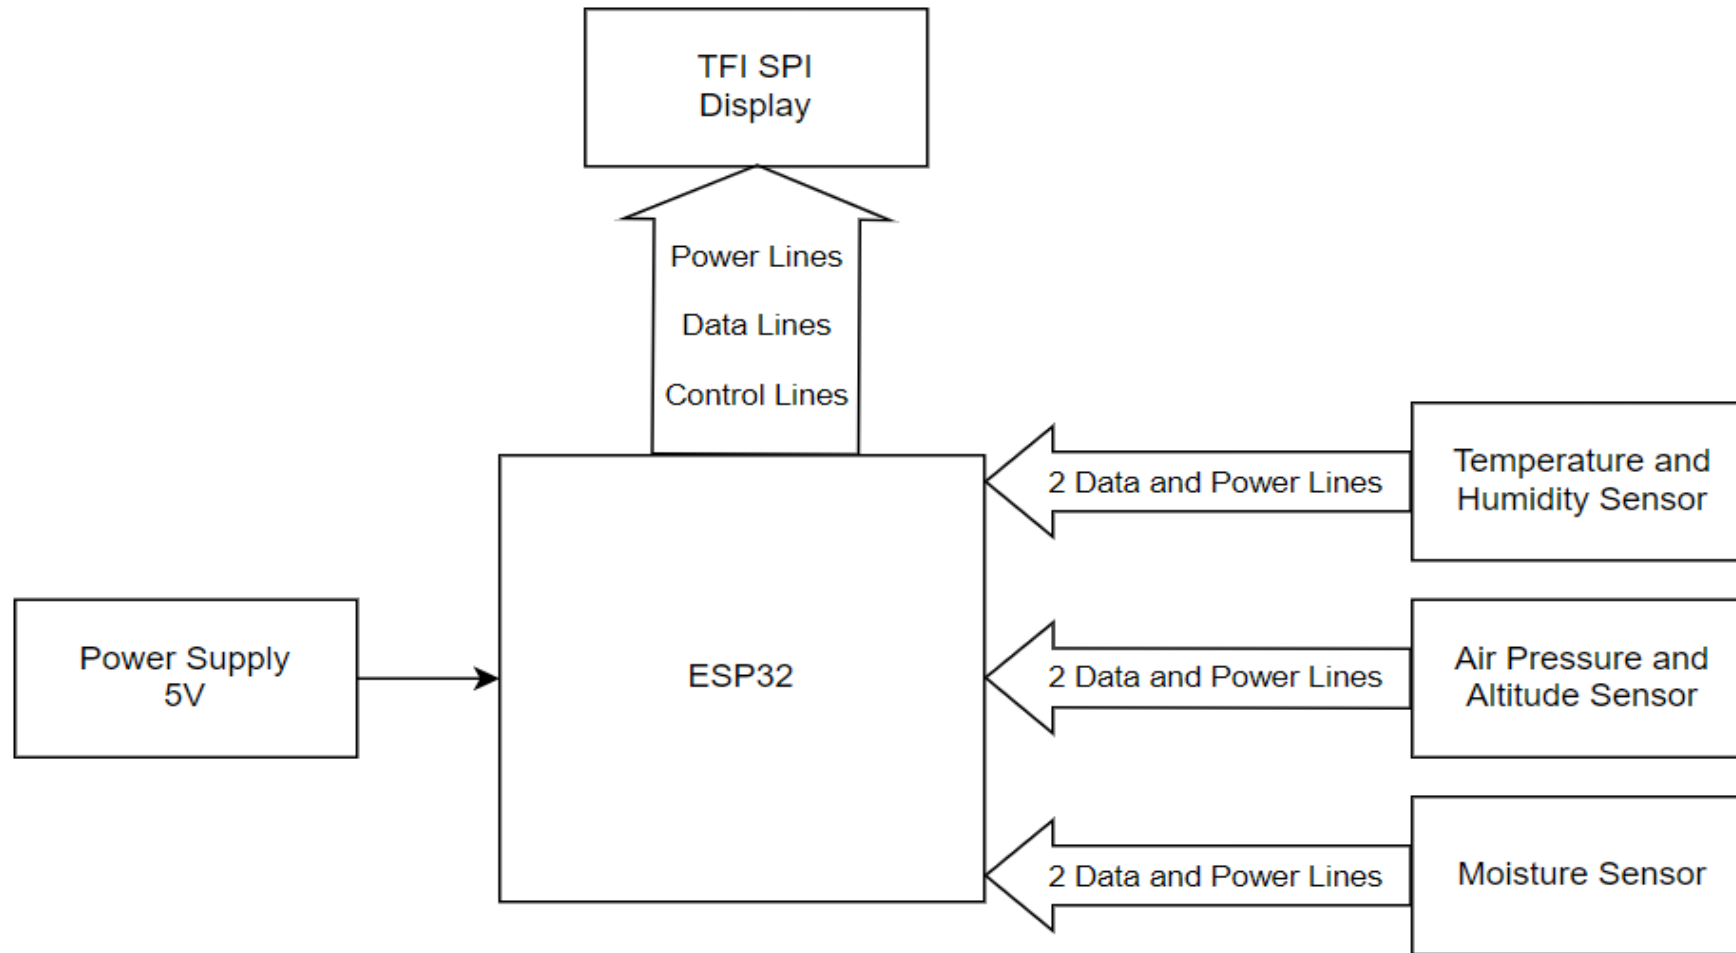 TFI SPI
Display
Power Lines
Data Lines
Control Lines
2 Data and Power Lines
Temperature and
Humidity Sensor
Power Supply
5V
ESP32
2 Data and Power Lines
Air Pressure and
Altitude Sensor
2 Data and Power Lines
Moisture Sensor